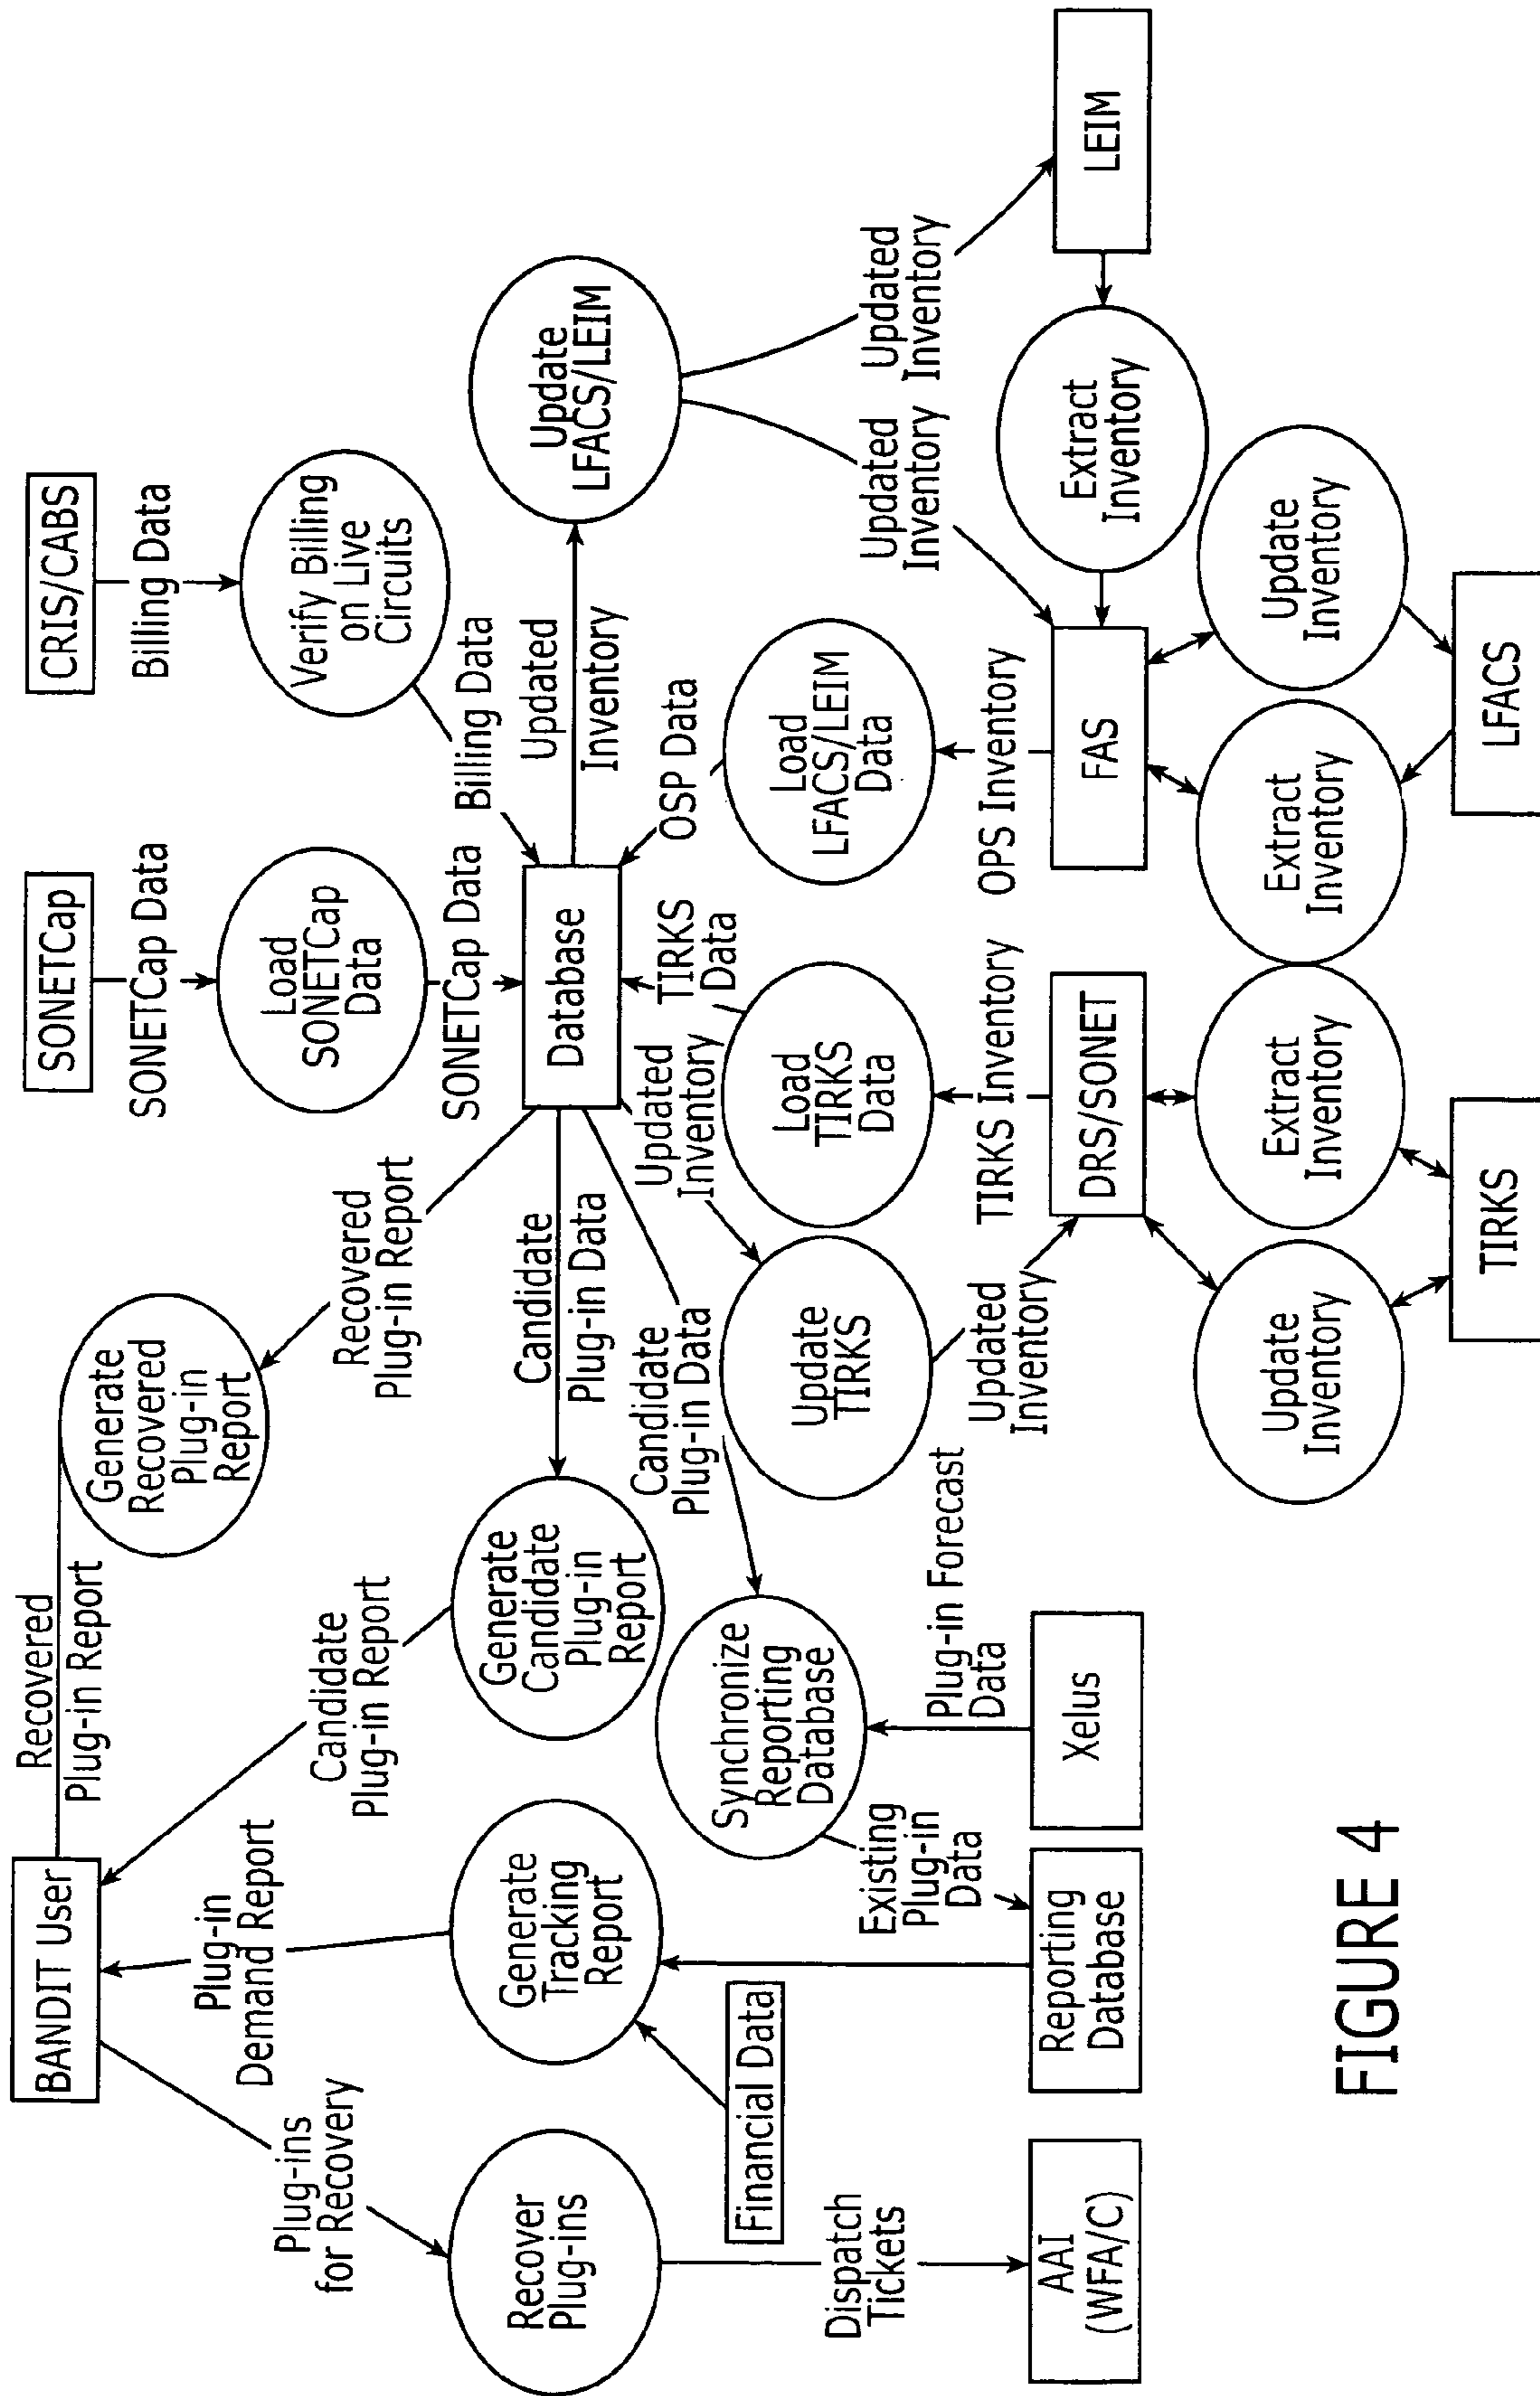 BANDIT User
Recovered
Plug-in Report
Generate
Recovered
Plug-in
Report
Recovered
Plug-in Report
SONETCap
SONETCap Data
Load
SONETCap
Data
SONETCap Data
CRIS/CABS
Billing Data
Verify Billing
on Live
Circuits
Billing Data
Plug-ins
for Recovery
Plug-in
Demand Report
Candidate
Plug-in Report
Recover
Plug-ins
Generate
Tracking
Report
Generate
Candidate
Plug-in
Report
Candidate
Plug-in Data
Database
Updated
Inventory
Update
LFACS/LEIM
Financial Data
Synchronize
Reporting
Database
Candidate
Plug-in Data
Updated
Inventory
TIRKS
Data
OSP Data
Update
TIRKS
Load
TIRKS
Data
Load
LFACS/LEIM
Data
Updated
Inventory
Updated
Inventory
Dispatch
Tickets
Existing
Plug-in
Data
Plug-in Forecast
Data
Updated
Inventory
TIRKS Inventory
OPS Inventory
AAI
(WFA/C)
Reporting
Database
Xelus
DRS/SONET
FAS
Extract
Inventory
LEIM
Update
Inventory
Extract
Inventory
Extract
Inventory
Update
Inventory
TIRKS
LFACS
FIGURE 4